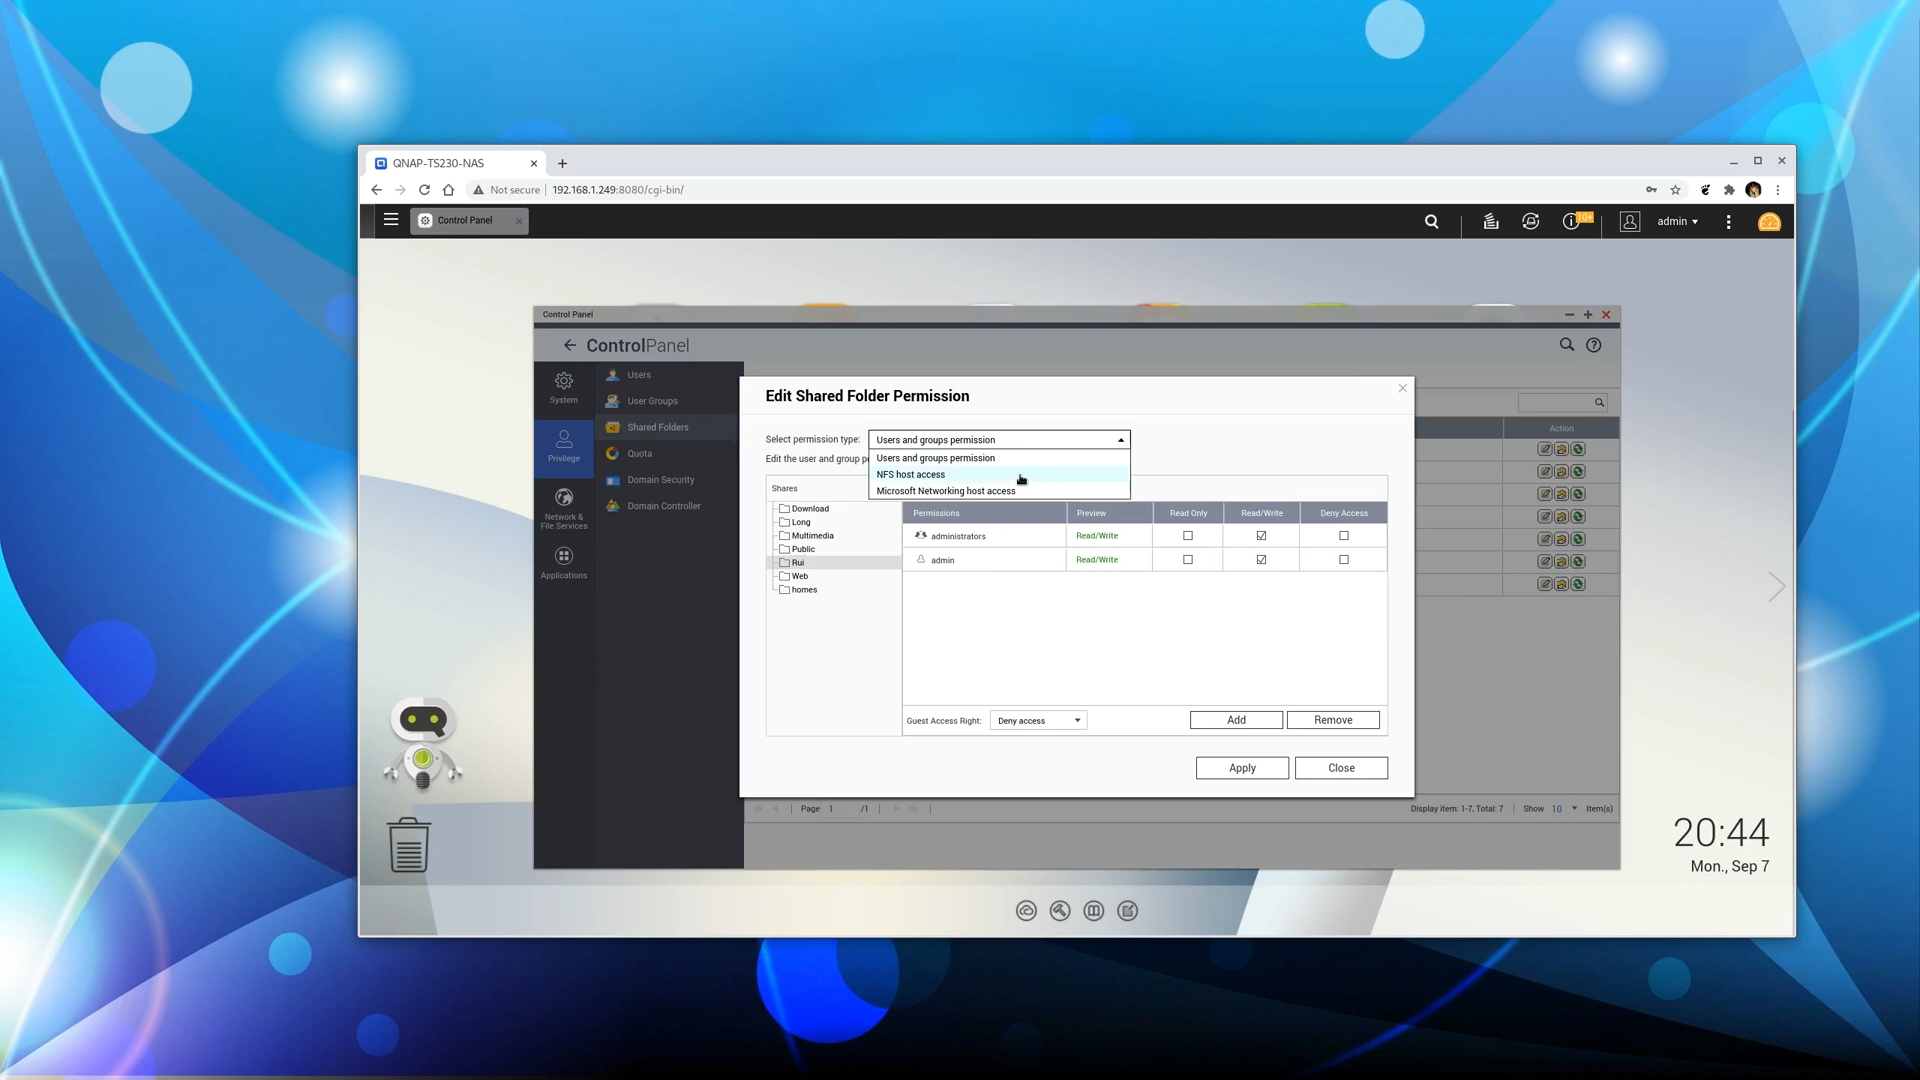 QNAP-TS230-NAS
Not secure
192.168.1.249:8080/cgi-bin/
Control Panel
10+
admin
Control Panel
ControlPanel
System
Privilege
Network &
File Services
Applications
Users
User Groups
Shared Folders
Quota
Domain Security
Domain Controller
Action
Edit Shared Folder Permission
Select permission type:
Users and groups permission
Users and groups permission
NFS host access
Microsoft Networking host access
Edit the user and group
Shares
Download
Long
Multimedia
Public
Rui
Web
homes
Permissions
Preview
Read Only
Read/Write
Deny Access
administrators
Read/Write
admin
Read/Write
Guest Access Right:
Deny access
Add
Remove
Apply
Close
Page
1
/1
Display item: 1-7, Total: 7
Show
10
Item(s)
20:44
Mon., Sep 7